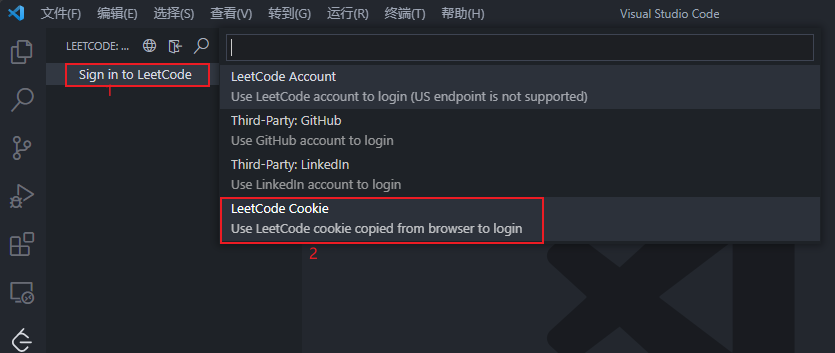 文件(F) 编辑(E) 选择(S) 查看(V) 转到(G) 运行(R) 终端(T) 帮助(H) Visual Studio Code
LEETCODE: ...
Sign in to LeetCode
1
LeetCode Account
Use LeetCode account to login (US endpoint is not supported)
Third-Party: GitHub
Use GitHub account to login
Third-Party: LinkedIn
Use LinkedIn account to login
LeetCode Cookie
Use LeetCode cookie copied from browser to login
2